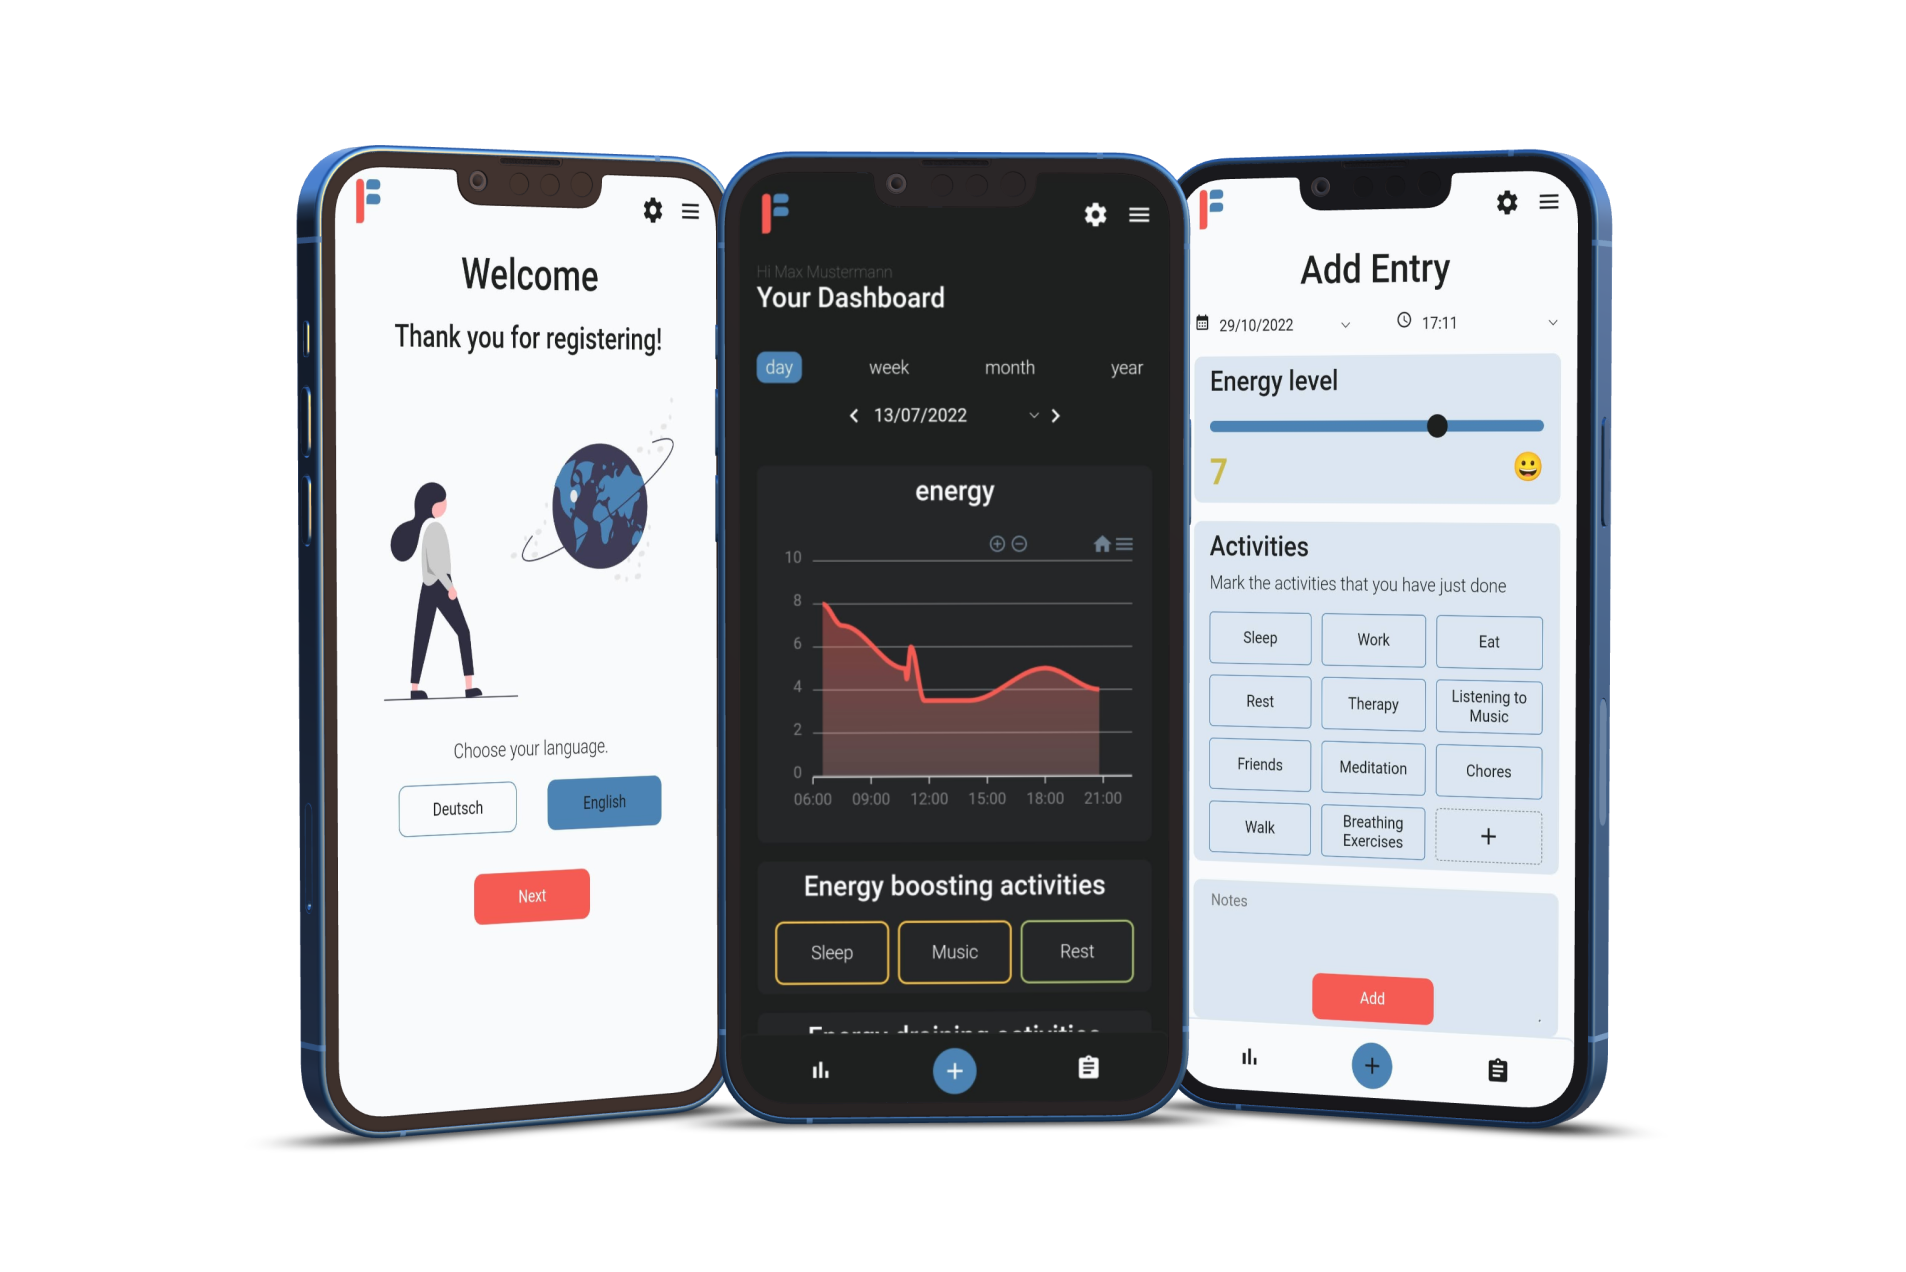 Welcome
Thank you for registering!
Choose your language.
Deutsch
English
Next
Hi Max Mustermann
Your Dashboard
day week month year
13/07/2022
energy
10
8
6
4
2
0
06:00 09:00 12:00 15:00 18:00 21:00
Energy boosting activities
Sleep Music Rest
Energy draining activities
Add Entry
29/10/2022 17:11
Energy level
7
Activities
Mark the activities that you have just done
Sleep Work Eat
Rest Therapy Listening to
Music
Friends Meditation Chores
Walk Breathing
Exercises +
Notes
Add